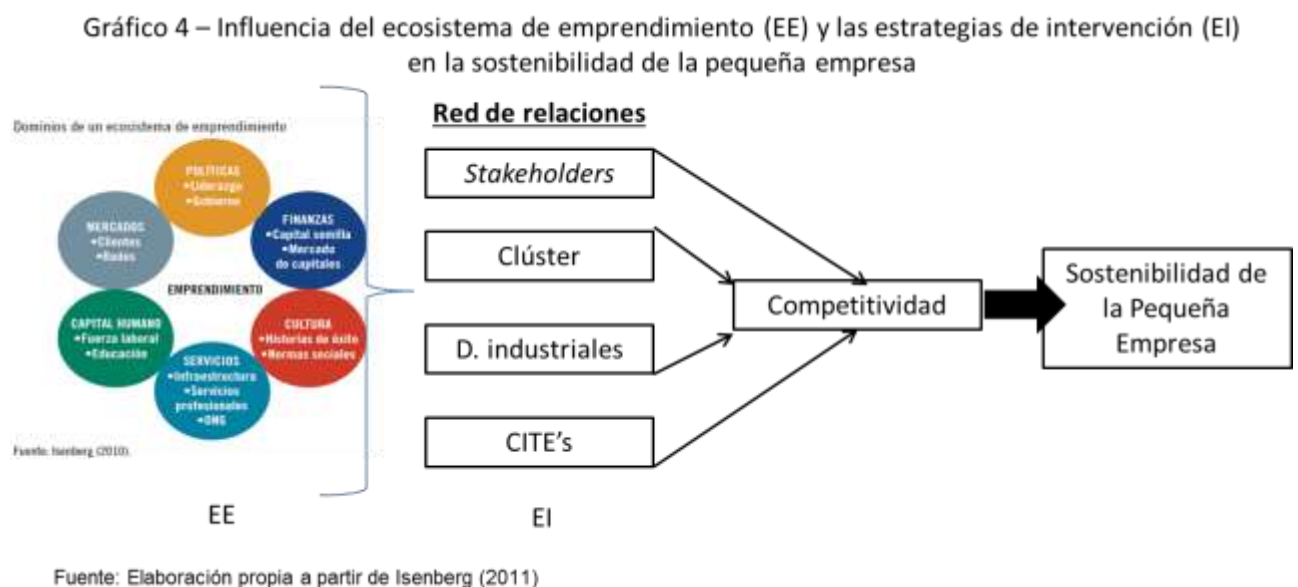 Gráfico 4 – Influencia del ecosistema de emprendimiento (EE) y las estrategias de intervención (EI)
en la sostenibilidad de la pequeña empresa
Dominios de un ecosistema de emprendimiento
POLÍTICAS
•Liderazgo
•Gobierno
MERCADOS
•Clientes
•Redes
FINANZAS
•Capital semilla
•Mercado
de capitales
EMPRENDIMIENTO
CAPITAL HUMANO
•Fuerza laboral
•Educación
CULTURA
•Historias de éxito
•Normas sociales
SERVICIOS
•Infraestructura
•Servicios
profesionales
•ONG
Fuente: Isenberg (2010).
EE
Red de relaciones
Stakeholders
Clúster
D. industriales
CITE's
EI
Competitividad
Sostenibilidad de
la Pequeña
Empresa
Fuente: Elaboración propia a partir de Isenberg (2011)